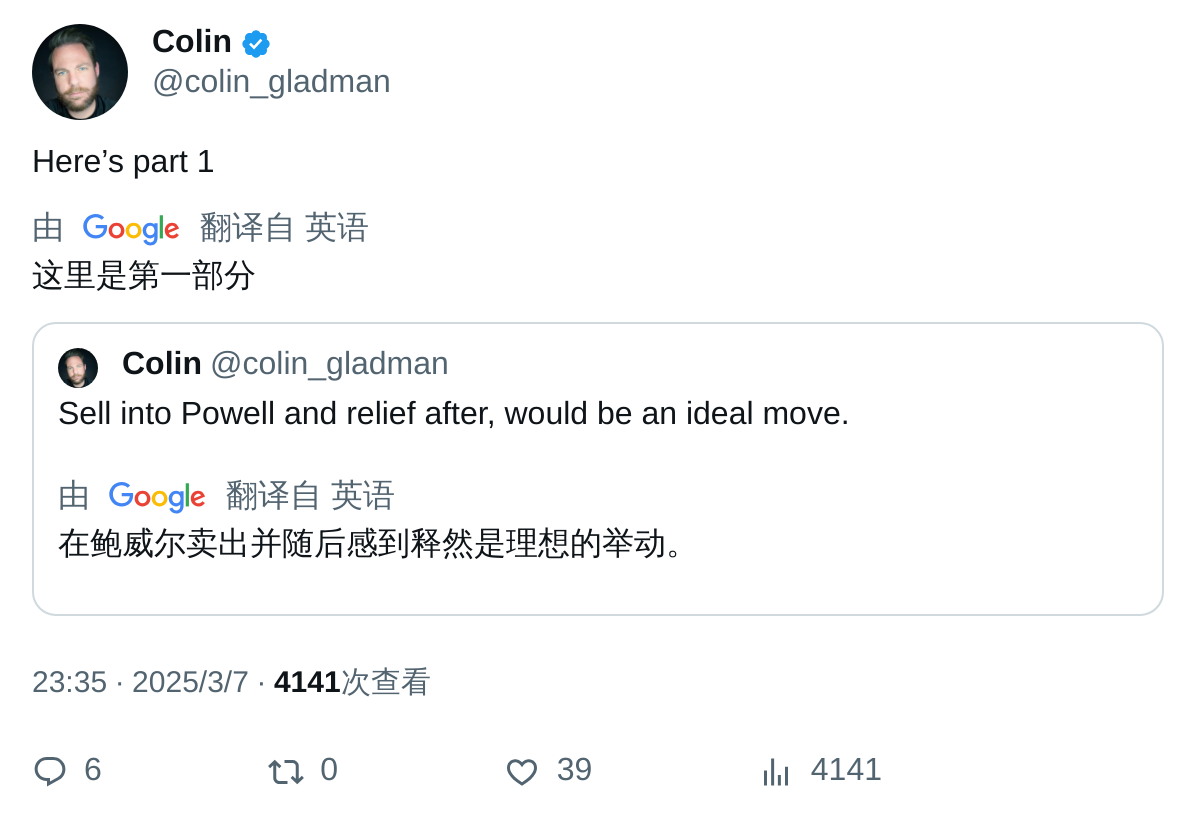 Colin
@colin_gladman
Here’s part 1
由 Google 翻译自 英语
这里是第一部分
Colin @colin_gladman
Sell into Powell and relief after, would be an ideal move.
由 Google 翻译自 英语
在鲍威尔卖出并随后感到释然是理想的举动。
23:35 · 2025/3/7 · 4141次查看
6 0 39 4141